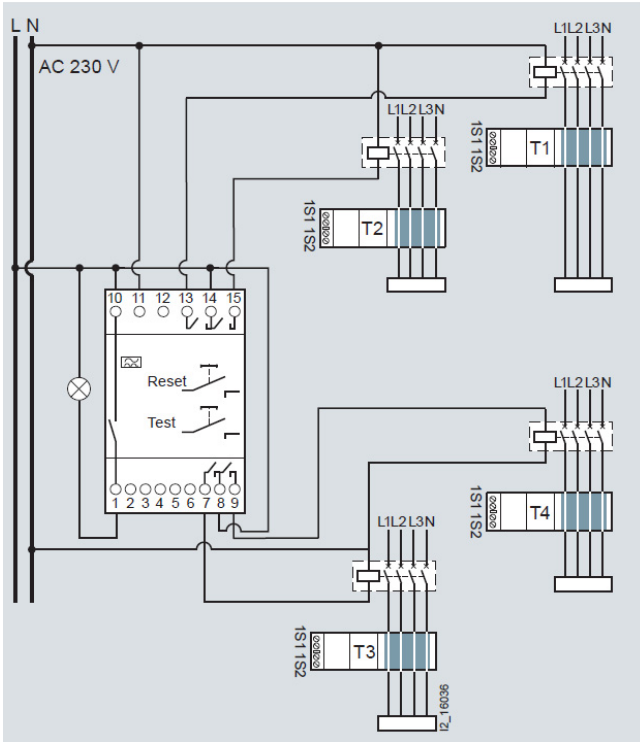 L N
AC 230 V
L1L2L3N
1S1 1S2
T1
L1L2L3N
1S1 1S2
T2
10 11 12 13 14 15
Reset
Test
1 2 3 4 5 6 7 8 9
L1L2L3N
1S1 1S2
T4
L1L2L3N
1S1 1S2
T3
I2_16036